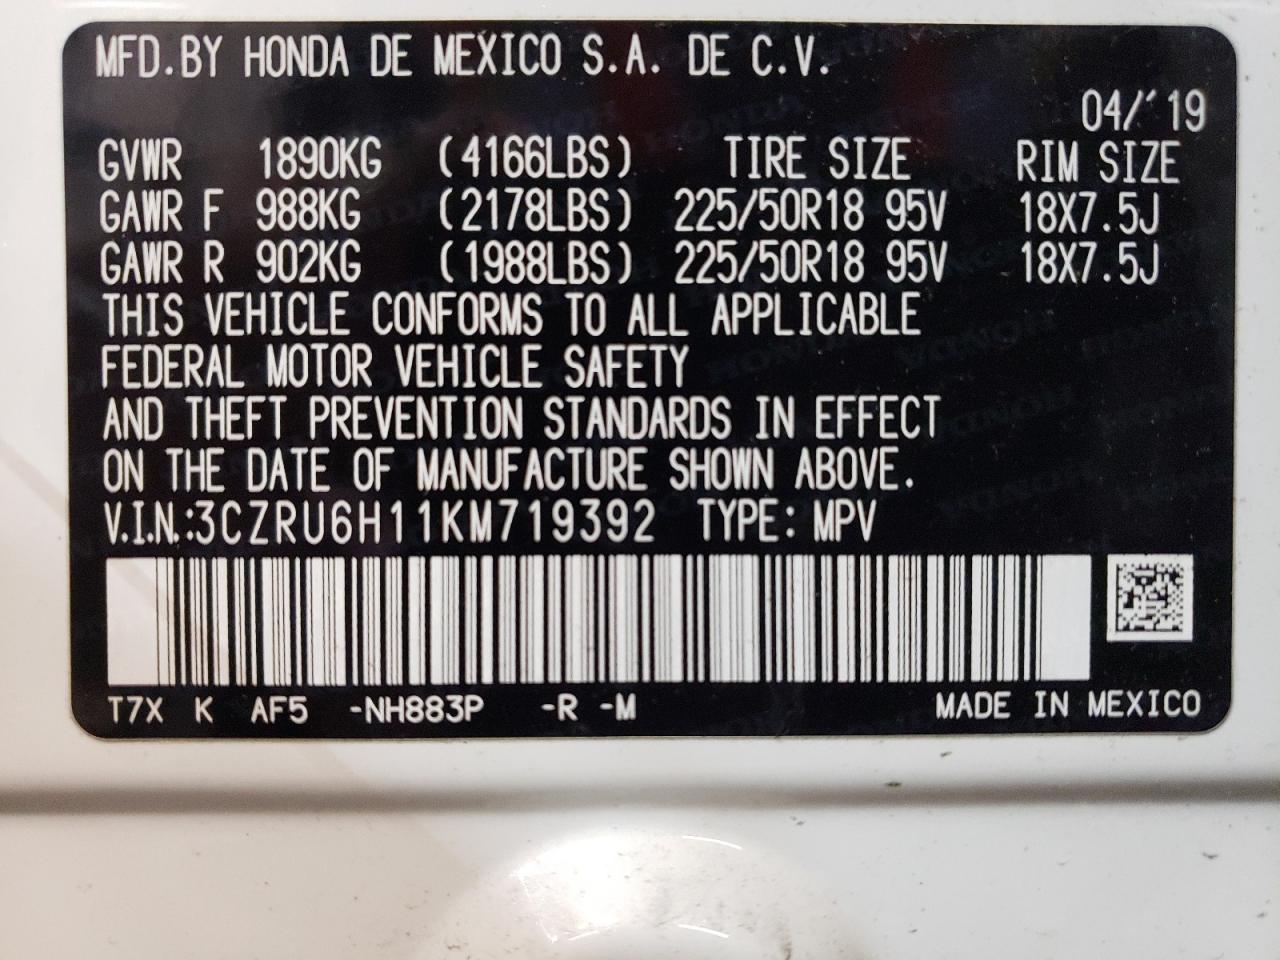 MFD.BY HONDA DE MEXICO S.A. DE C.V.
04/'19
GVWR 1890KG (4166LBS) TIRE SIZE RIM SIZE
GAWR F 988KG (2178LBS) 225/50R18 95V 18X7.5J
GAWR R 902KG (1988LBS) 225/50R18 95V 18X7.5J
THIS VEHICLE CONFORMS TO ALL APPLICABLE
FEDERAL MOTOR VEHICLE SAFETY
AND THEFT PREVENTION STANDARDS IN EFFECT
ON THE DATE OF MANUFACTURE SHOWN ABOVE.
V.I.N.:3CZRU6H11KM719392 TYPE: MPV
T7X K AF5 -NH883P -R -M MADE IN MEXICO